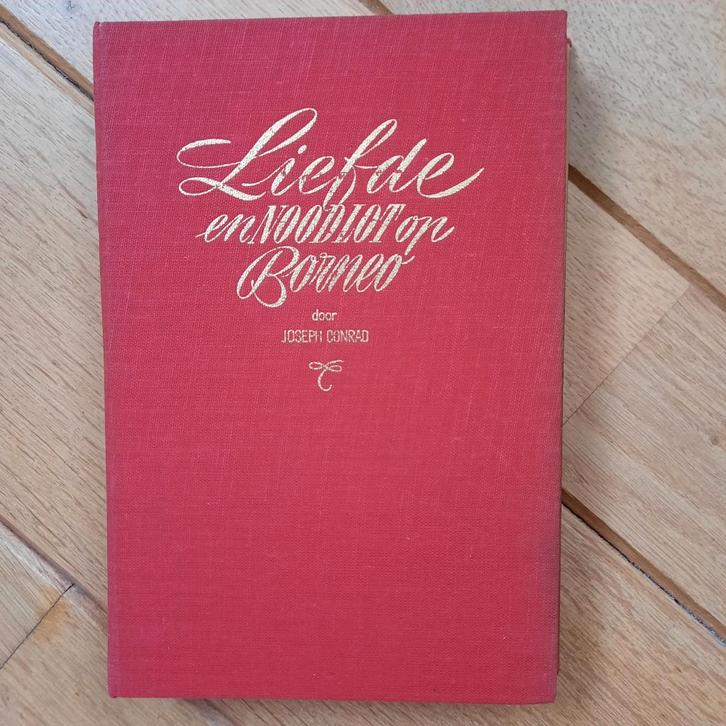 Liefde
en NOODLOT op
Borneo
door
JOSEPH CONRAD